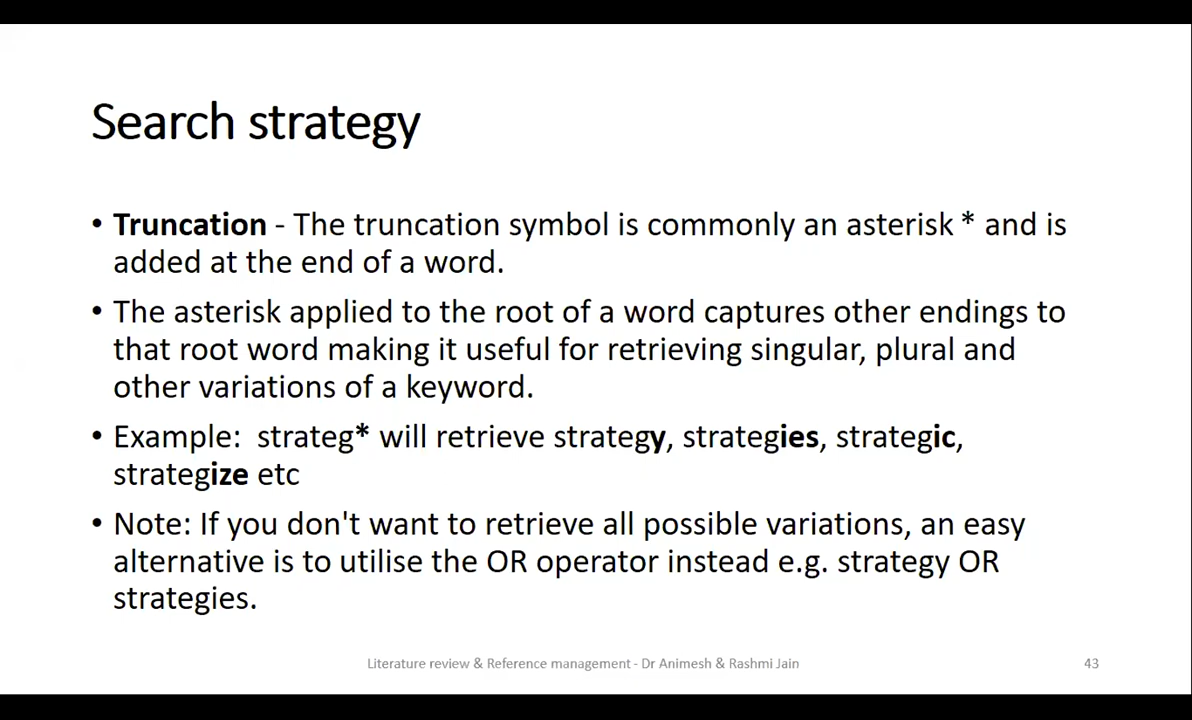 Search strategy
• Truncation - The truncation symbol is commonly an asterisk * and is
added at the end of a word.
• The asterisk applied to the root of a word captures other endings to
that root word making it useful for retrieving singular, plural and
other variations of a keyword.
• Example:  strateg* will retrieve strategy, strategies, strategic,
strategize etc
• Note: If you don't want to retrieve all possible variations, an easy
alternative is to utilise the OR operator instead e.g. strategy OR
strategies.
Literature review & Reference management - Dr Animesh & Rashmi Jain
43